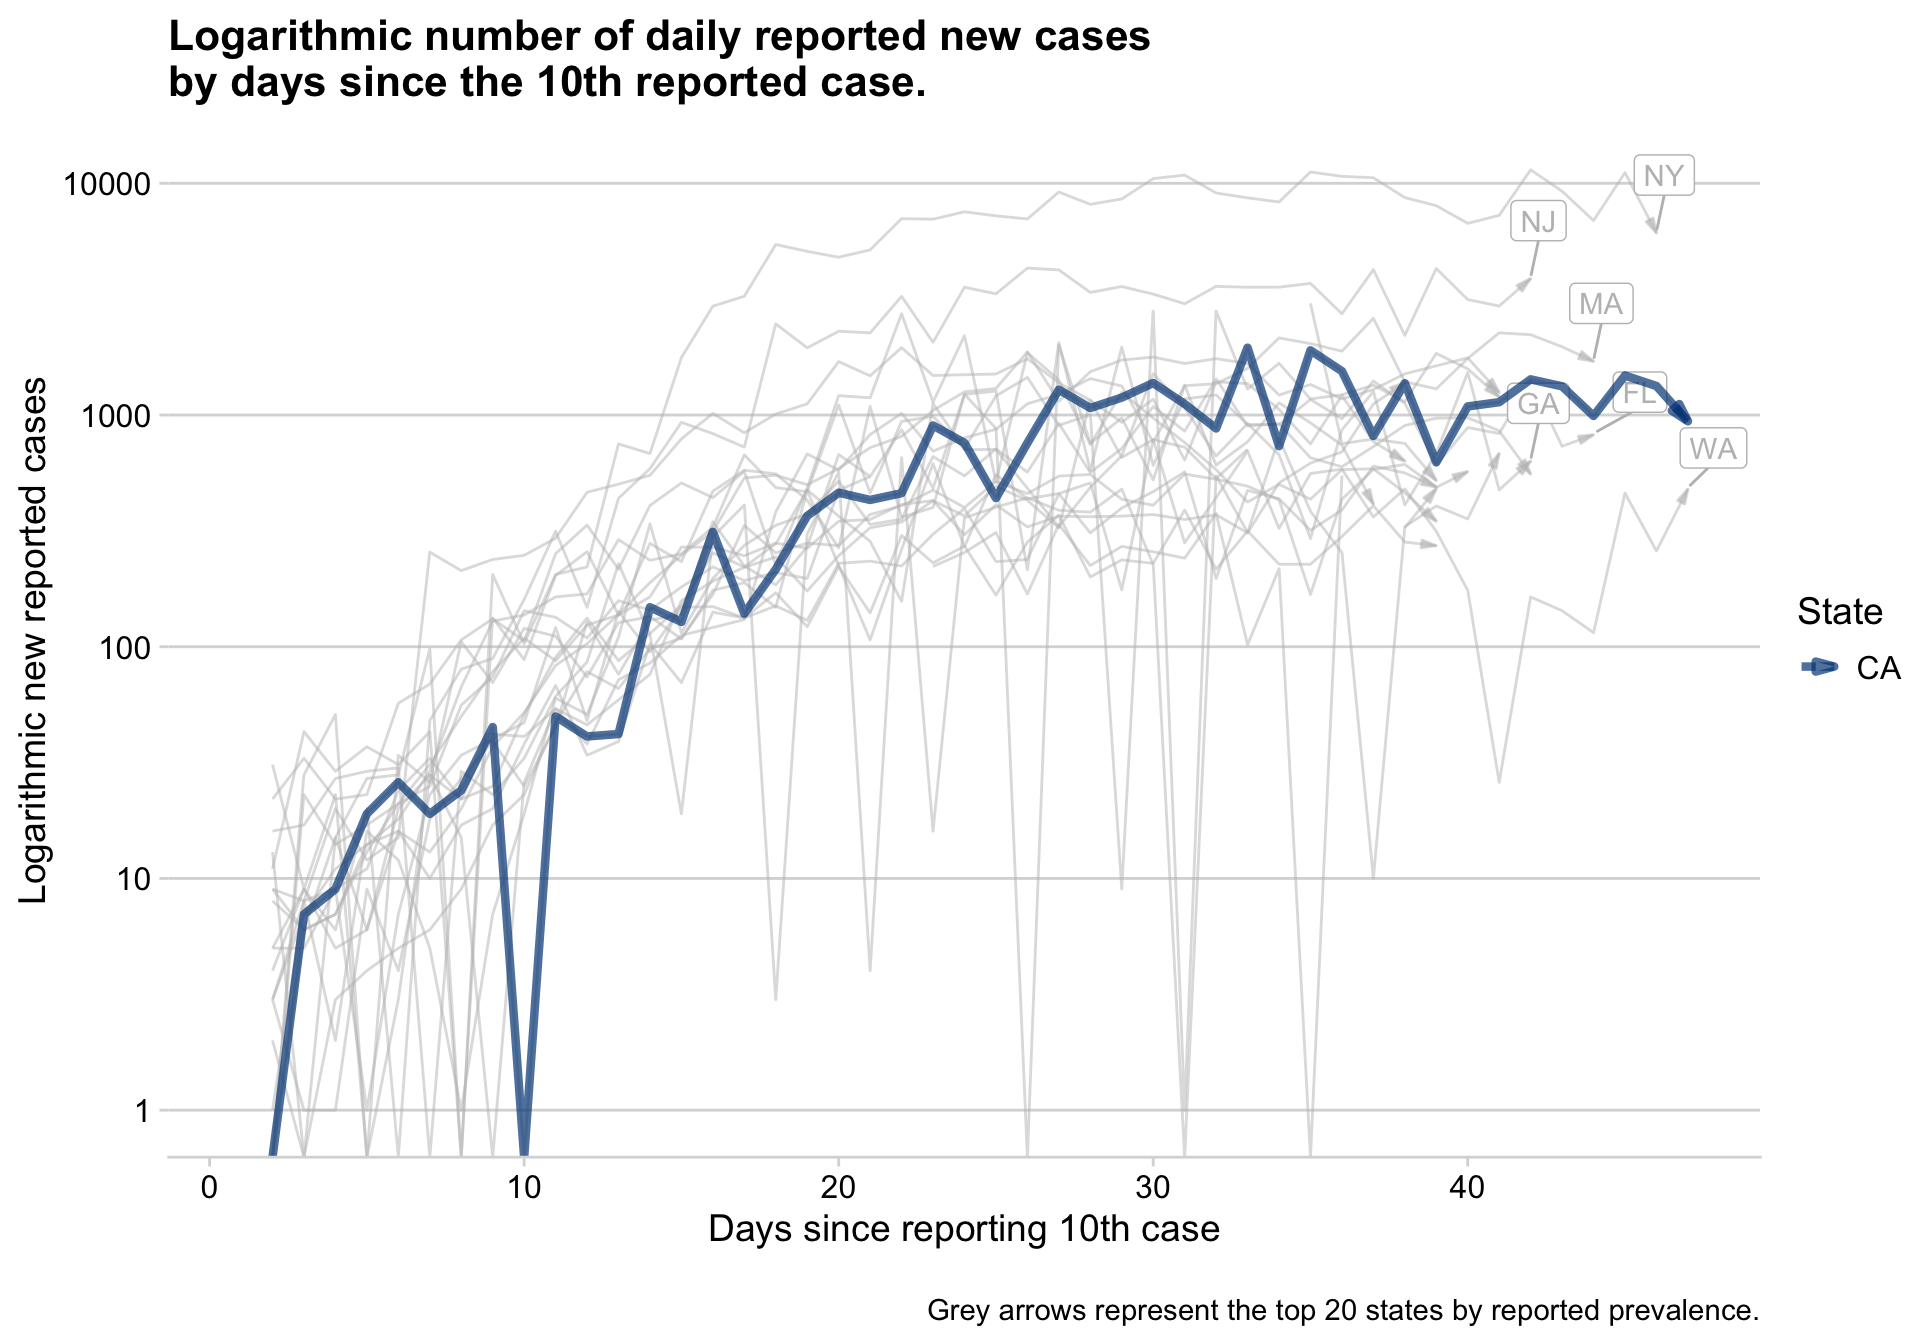 Logarithmic number of daily reported new cases
by days since the 10th reported case.
Logarithmic new reported cases
10000
1000
100
10
1
NY
NJ
MA
FL
GA
WA
State
CA
0
10
20
30
40
Days since reporting 10th case
Grey arrows represent the top 20 states by reported prevalence.